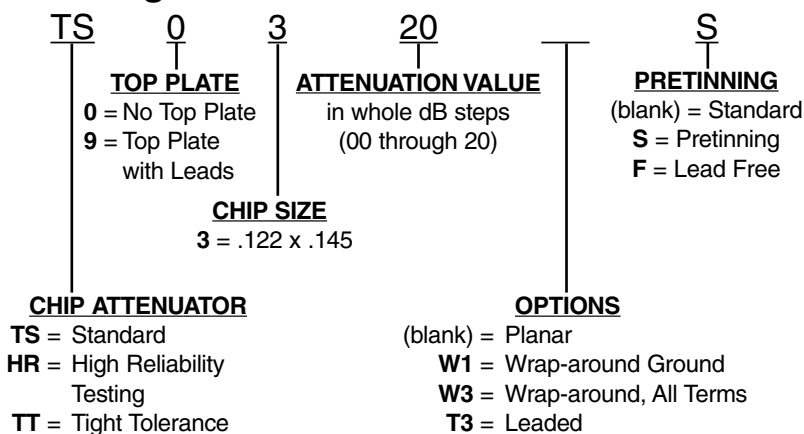 TS 0 3 20 S
TOP PLATE
0 = No Top Plate
9 = Top Plate
with Leads
ATTENUATION VALUE
in whole dB steps
(00 through 20)
PRETINNING
(blank) = Standard
S = Pretinning
F = Lead Free
CHIP SIZE
3 = .122 x .145
CHIP ATTENUATOR
TS = Standard
HR = High Reliability
Testing
TT = Tight Tolerance
OPTIONS
(blank) = Planar
W1 = Wrap-around Ground
W3 = Wrap-around, All Terms
T3 = Leaded